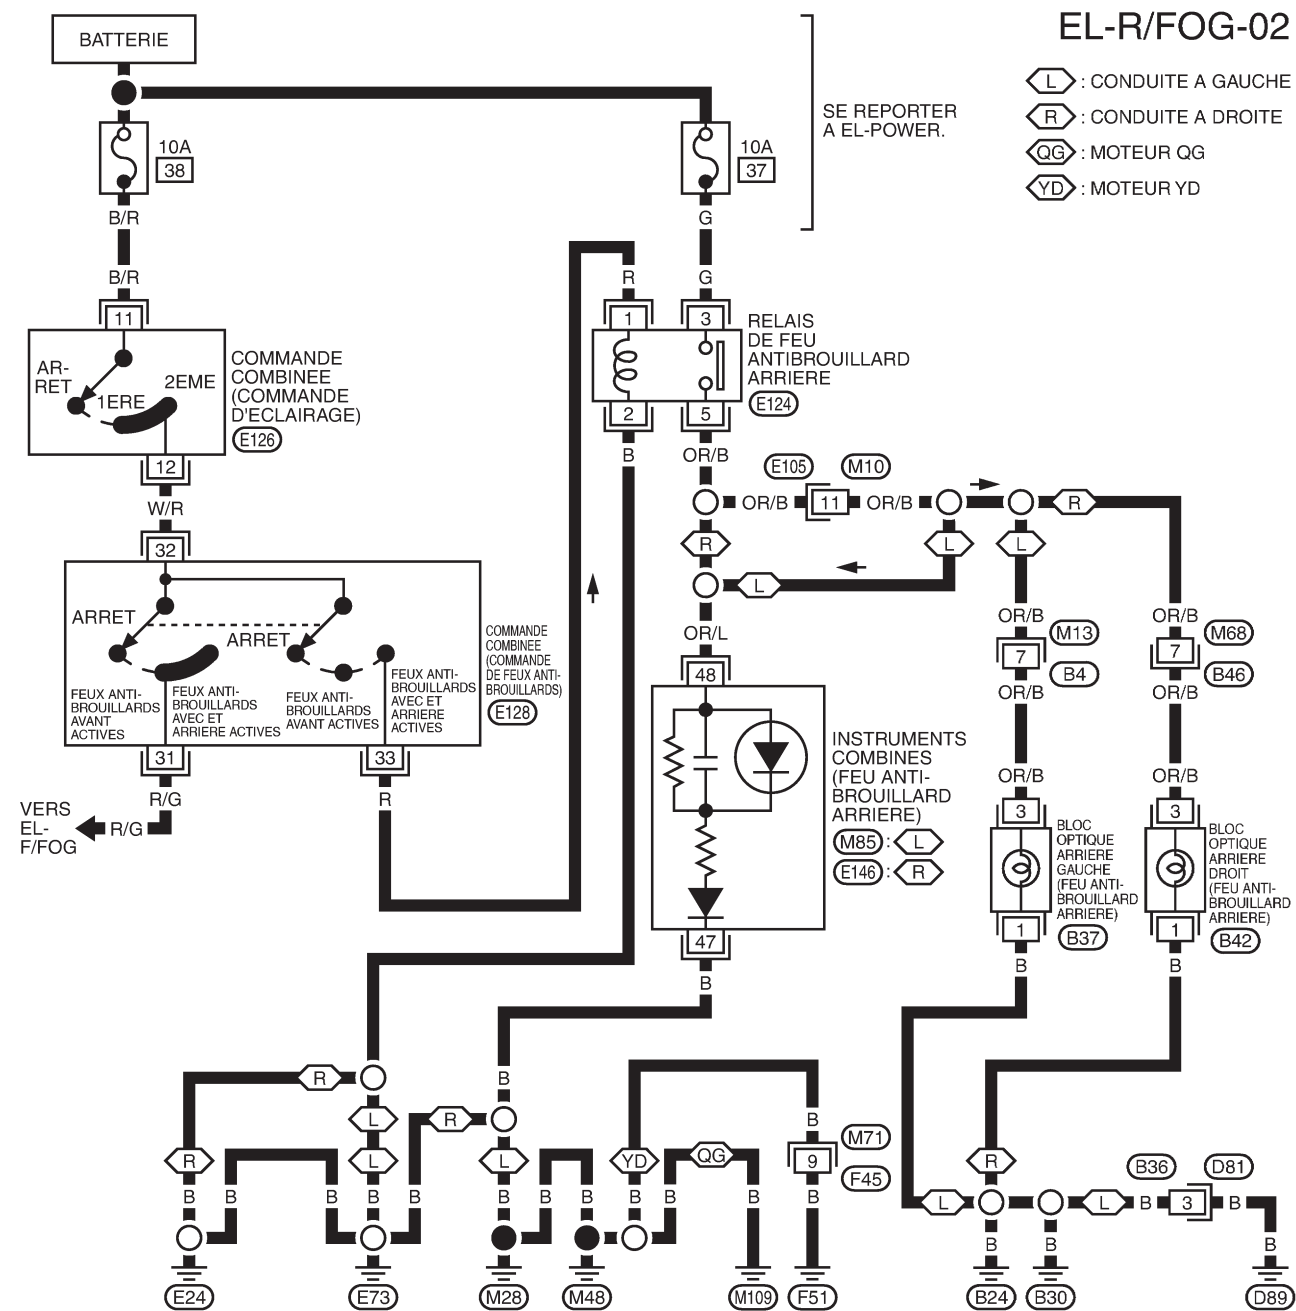 EL-R/FOG-02
BATTERIE
L : CONDUITE A GAUCHE
R : CONDUITE A DROITE
QG : MOTEUR QG
YD : MOTEUR YD
SE REPORTER
A EL-POWER.
10A
38
10A
37
B/R
G
B/R
R
G
11
1
3
RELAIS
DE FEU
ANTIBROUILLARD
ARRIERE
E124
2
5
AR-
RET
1ERE
2EME
COMMANDE
COMBINEE
(COMMANDE
D'ECLAIRAGE)
E126
12
W/R
32
B
OR/B
E105
M10
OR/B
11
OR/B
R
R
L
L
L
OR/L
48
ARRET
ARRET
FEUX ANTI-
BROUILLARDS
AVANT
ACTIVES
FEUX ANTI-
BROUILLARDS
AVEC ET
ARRIERE ACTIVES
FEUX ANTI-
BROUILLARDS
AVANT ACTIVES
FEUX ANTI-
BROUILLARDS
AVEC ET
ARRIERE
ACTIVES
COMMANDE
COMBINEE
(COMMANDE
DE FEUX ANTI-
BROUILLARDS)
E128
31
33
R/G
R
VERS
EL-
F/FOG
R/G
OR/B
OR/B
M13
M68
7
7
B4
B46
OR/B
OR/B
OR/B
OR/B
3
3
INSTRUMENTS
COMBINES
(FEU ANTI-
BROUILLARD
ARRIERE)
M85 : L
E146 : R
47
B
BLOC
OPTIQUE
ARRIERE
GAUCHE
(FEU ANTI-
BROUILLARD
ARRIERE)
B37
BLOC
OPTIQUE
ARRIERE
DROIT
(FEU ANTI-
BROUILLARD
ARRIERE)
B42
1
1
B
B
R
B
L
R
B
R
L
L
YD
QG
M71
9
F45
R
B
B
B
B
B
B
B
B
B
B
B
B
L
L
B
B36
D81
3
B
B
B
B
E24
E73
M28
M48
M109
F51
B24
B30
D89